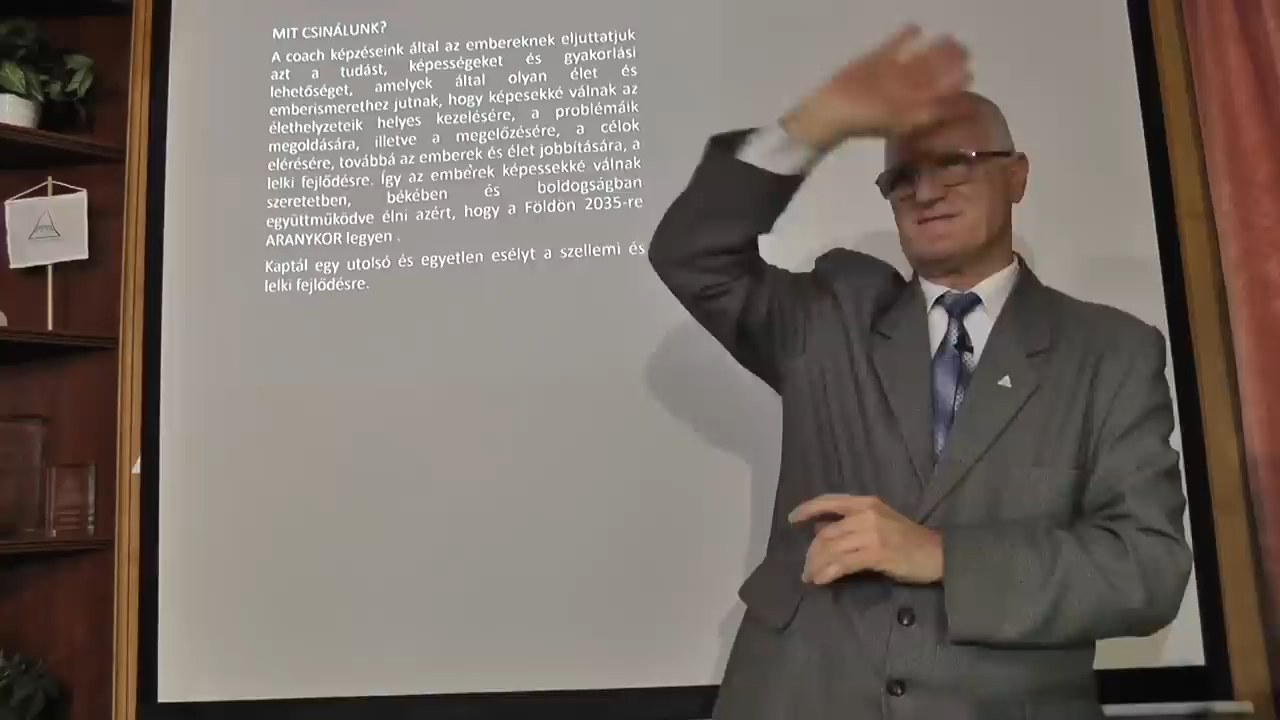 MIT CSINÁLUNK?
A coach képzéseink által az embereknek eljuttatjuk
azt a tudást, képességeket és gyakorlási
lehetőséget, amelyek által olyan élet és
emberismerethez jutnak, hogy képesekké válnak az
élethelyzeteik helyes kezelésére, a problémáik
megoldására, illetve a megelőzésére, a célok
elérésére, továbbá az emberek és élet jobbítására, a
lelki fejlődésre. Így az emberek képessekké válnak
szeretetben, békében és boldogságban
együttműködve élni azért, hogy a Földön 2035-re
ARANYKOR legyen .
Kaptál egy utolsó és egyetlen esélyt a szellemi és
lelki fejlődésre.